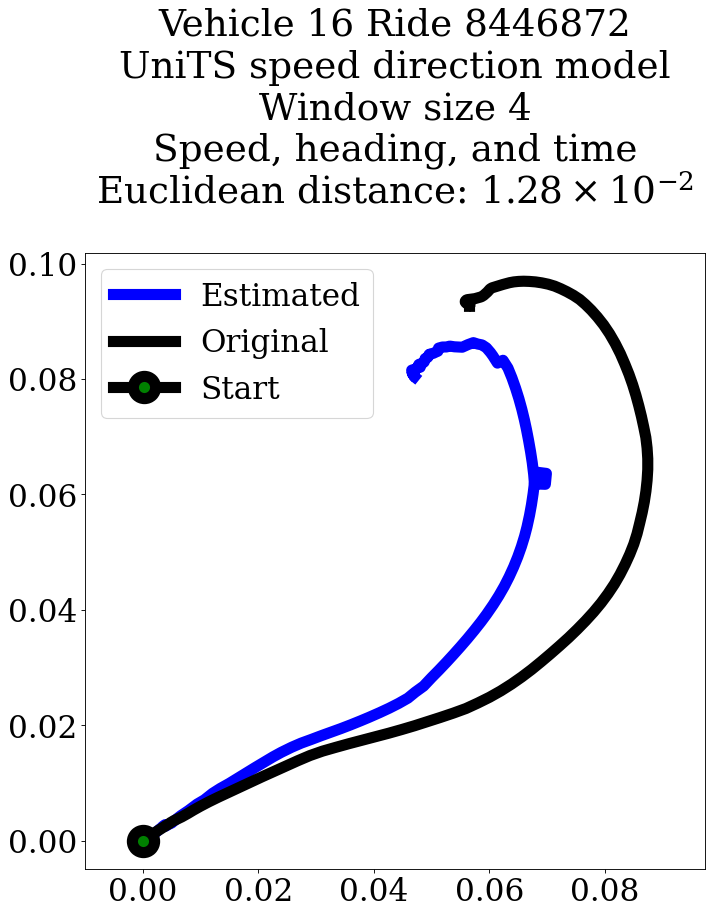 Vehicle 16 Ride 8446872
UniTS speed direction model
Window size 4
Speed, heading, and time
Euclidean distance: $1.28 \times 10^{-2}$
0.10
0.08
0.06
0.04
0.02
0.00
Estimated
Original
Start
0.00 0.02 0.04 0.06 0.08